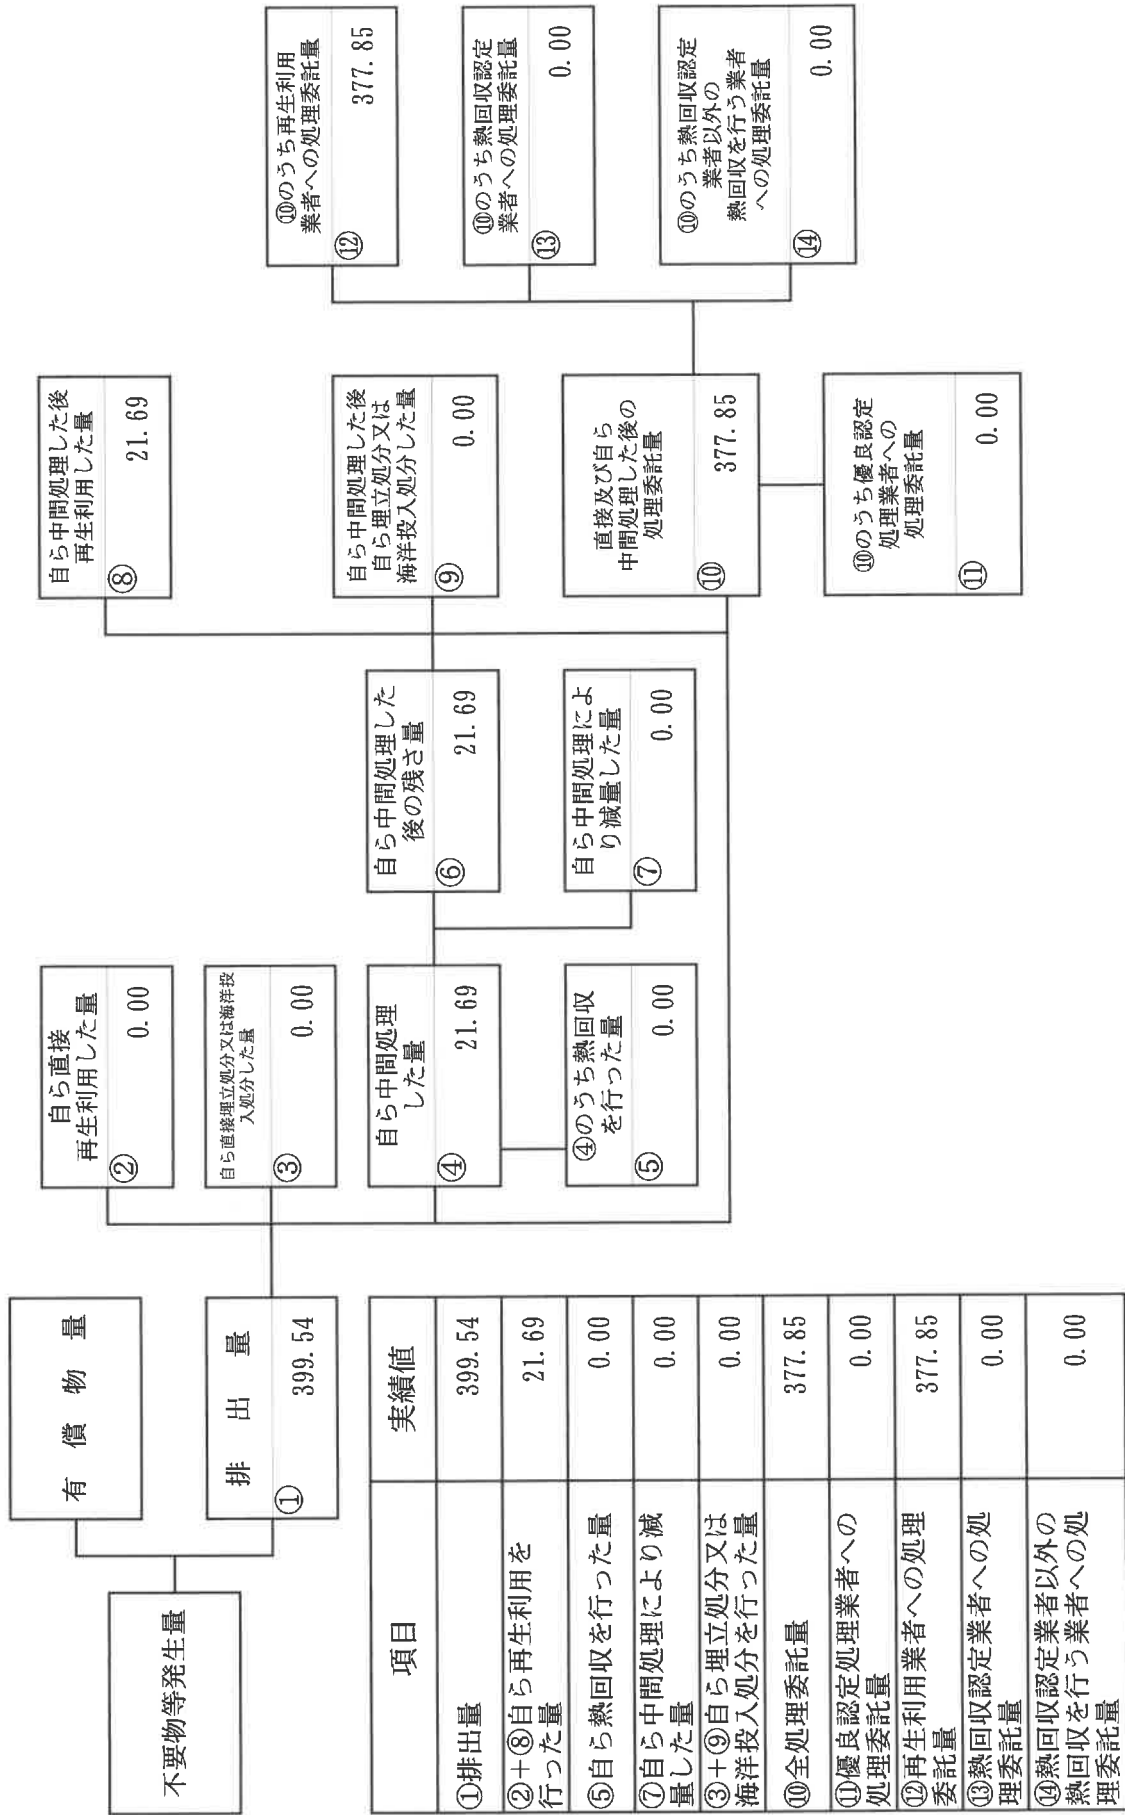 不要物等発生量
有償物量
排出量
① 399.54
自ら直接
再生利用した量
② 0.00
自ら直接埋立処分又は海洋投
入処分した量
③ 0.00
自ら中間処理
した量
④ 21.69
④のうち熱回収
を行った量
⑤ 0.00
自ら中間処理した
後の残さ量
⑥ 21.69
自ら中間処理によ
り減量した量
⑦ 0.00
自ら中間処理した後
再生利用した量
⑧ 21.69
自ら中間処理した後
自ら埋立処分又は
海洋投入処分した量
⑨ 0.00
直接及び自ら
中間処理した後の
処理委託量
⑩ 377.85
⑩のうち優良認定
処理業者への
処理委託量
⑪ 0.00
⑩のうち再生利用
業者への処理委託量
⑫ 377.85
⑩のうち熱回収認定
業者への処理委託量
⑬ 0.00
⑩のうち熱回収認定
業者以外の
熱回収を行う業者
への処理委託量
⑭ 0.00
項目 実績値
①排出量 399.54
②＋⑧自ら再生利用を
行った量 21.69
⑤自ら熱回収を行った量 0.00
⑦自ら中間処理により減
量した量 0.00
③＋⑨自ら埋立処分又は
海洋投入処分を行った量 0.00
⑩全処理委託量 377.85
⑪優良認定処理業者への
処理委託量 0.00
⑫再生利用業者への処理
委託量 377.85
⑬熱回収認定業者への処
理委託量 0.00
⑭熱回収認定業者以外の
熱回収を行う業者への処
理委託量 0.00